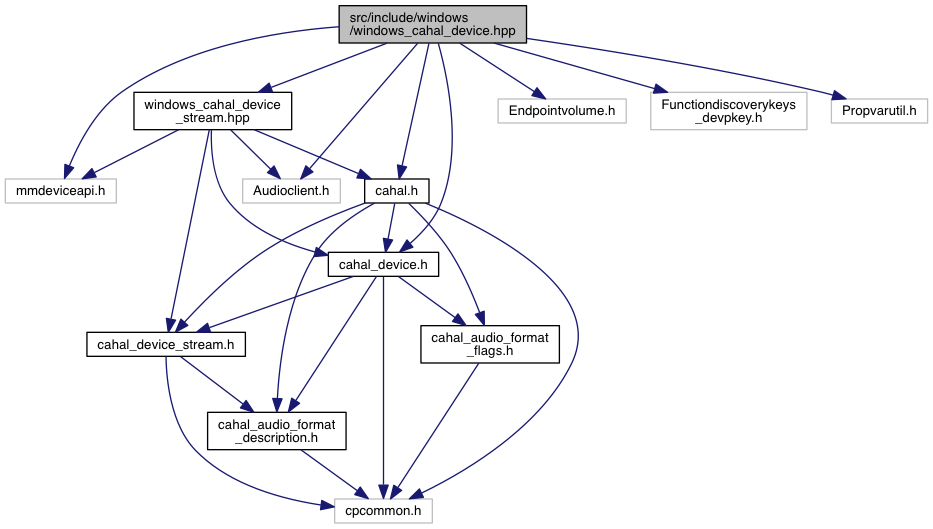 src/include/windows
/windows_cahal_device.hpp
windows_cahal_device
_stream.hpp
Endpointvolume.h
Functiondiscoverykeys
_devpkey.h
Propvarutil.h
mmdeviceapi.h
Audioclient.h
cahal.h
cahal_device.h
cahal_device_stream.h
cahal_audio_format
_flags.h
cahal_audio_format
_description.h
cpcommon.h